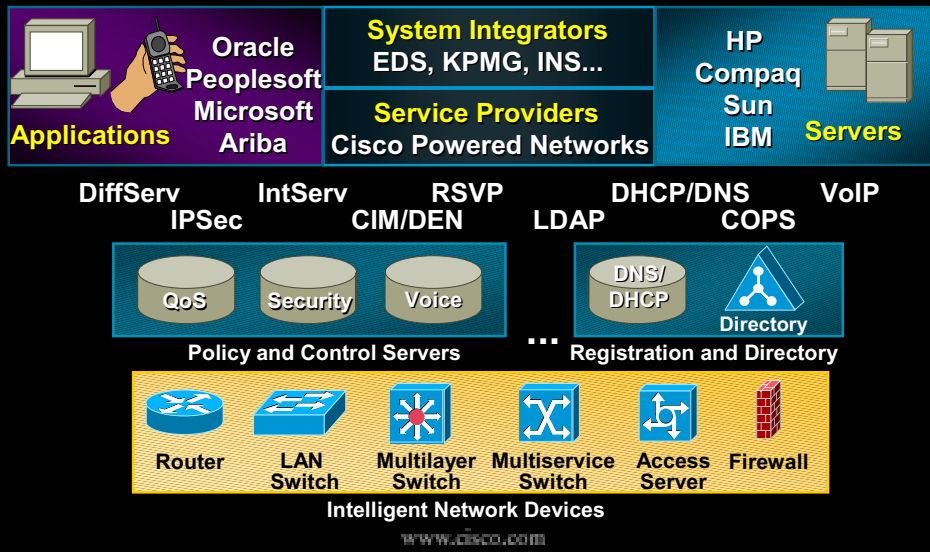 Oracle
Peoplesoft
Microsoft
Ariba
Applications
System Integrators
EDS, KPMG, INS...
Service Providers
Cisco Powered Networks
HP
Compaq
Sun
IBM
Servers
DiffServ IntServ RSVP DHCP/DNS VoIP
IPSec CIM/DEN LDAP COPS
QoS Security Voice
DNS/
DHCP
Directory
...
Policy and Control Servers
Registration and Directory
Router
LAN
Switch
Multilayer
Switch
Multiservice
Switch
Access
Server
Firewall
Intelligent Network Devices
www.cisco.com